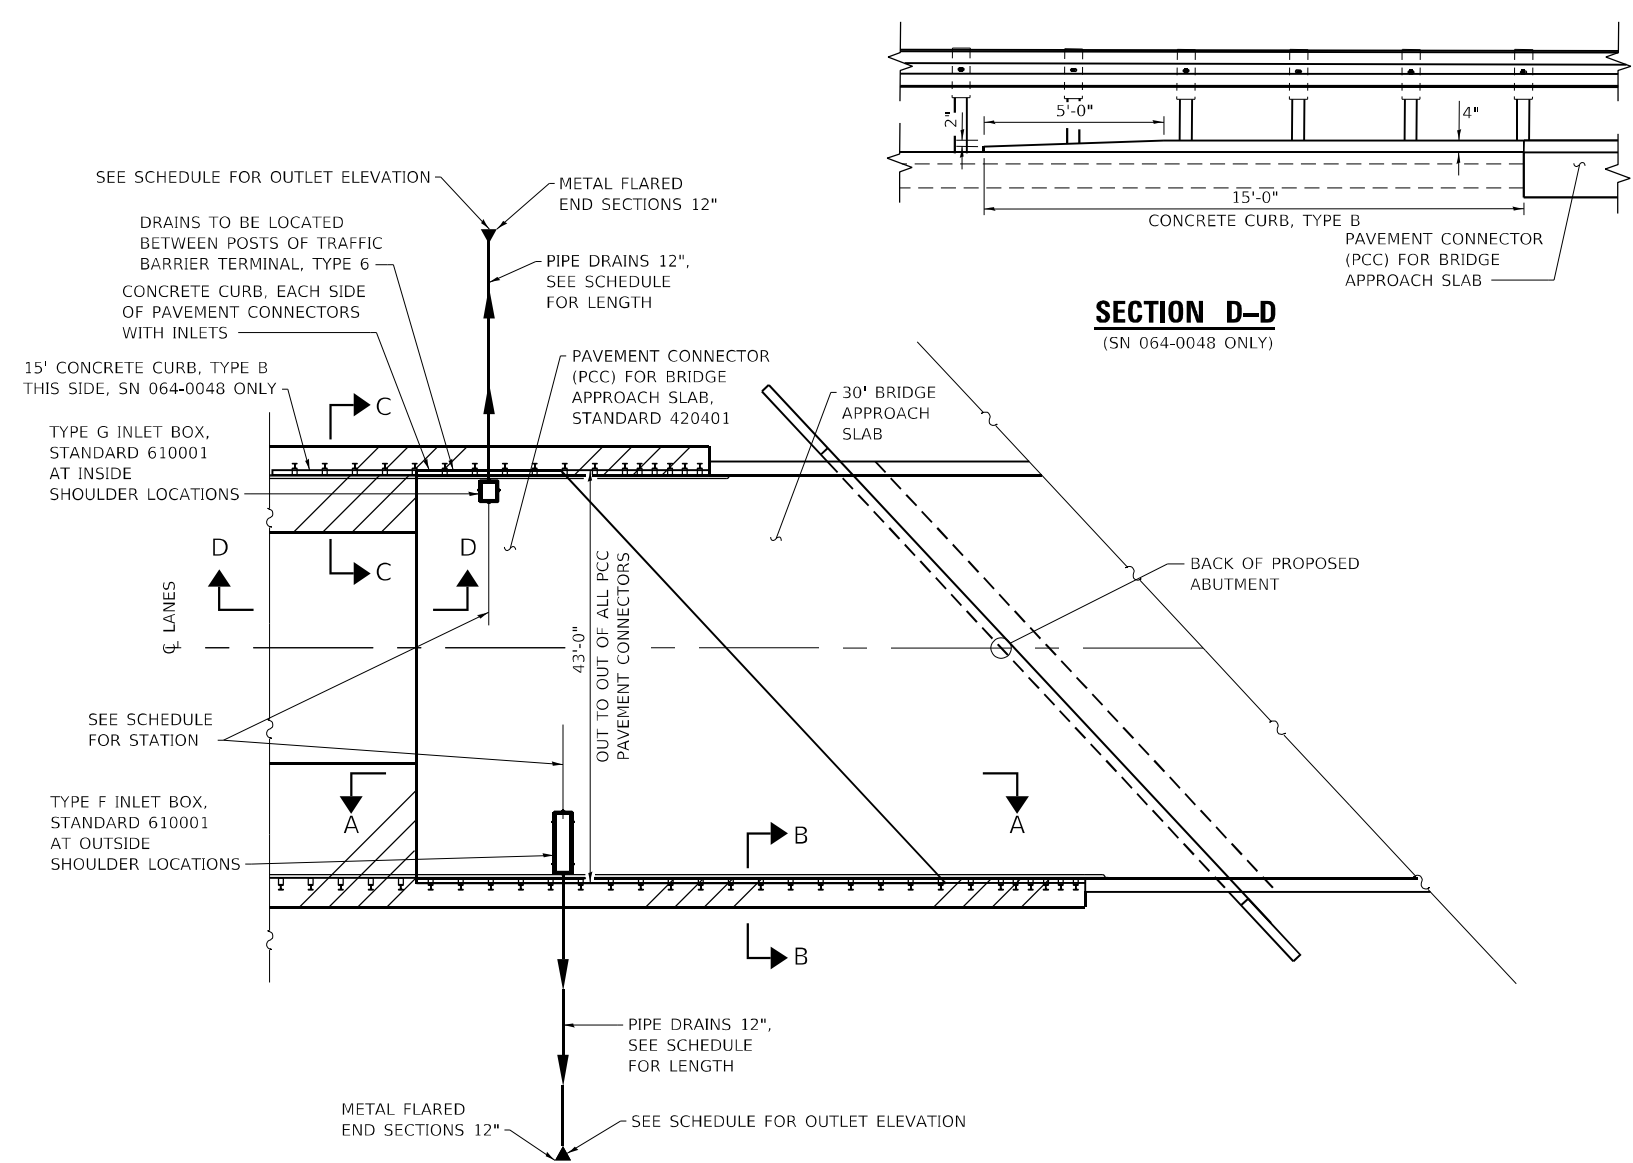 2"
5'-0"
4"
15'-0"
CONCRETE CURB, TYPE B
PAVEMENT CONNECTOR
(PCC) FOR BRIDGE
APPROACH SLAB
SECTION D–D
(SN 064-0048 ONLY)
SEE SCHEDULE FOR OUTLET ELEVATION
METAL FLARED
END SECTIONS 12"
DRAINS TO BE LOCATED
BETWEEN POSTS OF TRAFFIC
BARRIER TERMINAL, TYPE 6
PIPE DRAINS 12",
SEE SCHEDULE
FOR LENGTH
CONCRETE CURB, EACH SIDE
OF PAVEMENT CONNECTORS
WITH INLETS
15' CONCRETE CURB, TYPE B
THIS SIDE, SN 064-0048 ONLY
PAVEMENT CONNECTOR
(PCC) FOR BRIDGE
APPROACH SLAB,
STANDARD 420401
30' BRIDGE
APPROACH
SLAB
C
TYPE G INLET BOX,
STANDARD 610001
AT INSIDE
SHOULDER LOCATIONS
D
D
C
BACK OF PROPOSED
ABUTMENT
℄ LANES
43'-0"
OUT TO OUT OF ALL PCC
PAVEMENT CONNECTORS
SEE SCHEDULE
FOR STATION
A
A
B
TYPE F INLET BOX,
STANDARD 610001
AT OUTSIDE
SHOULDER LOCATIONS
B
PIPE DRAINS 12",
SEE SCHEDULE
FOR LENGTH
METAL FLARED
END SECTIONS 12"
SEE SCHEDULE FOR OUTLET ELEVATION